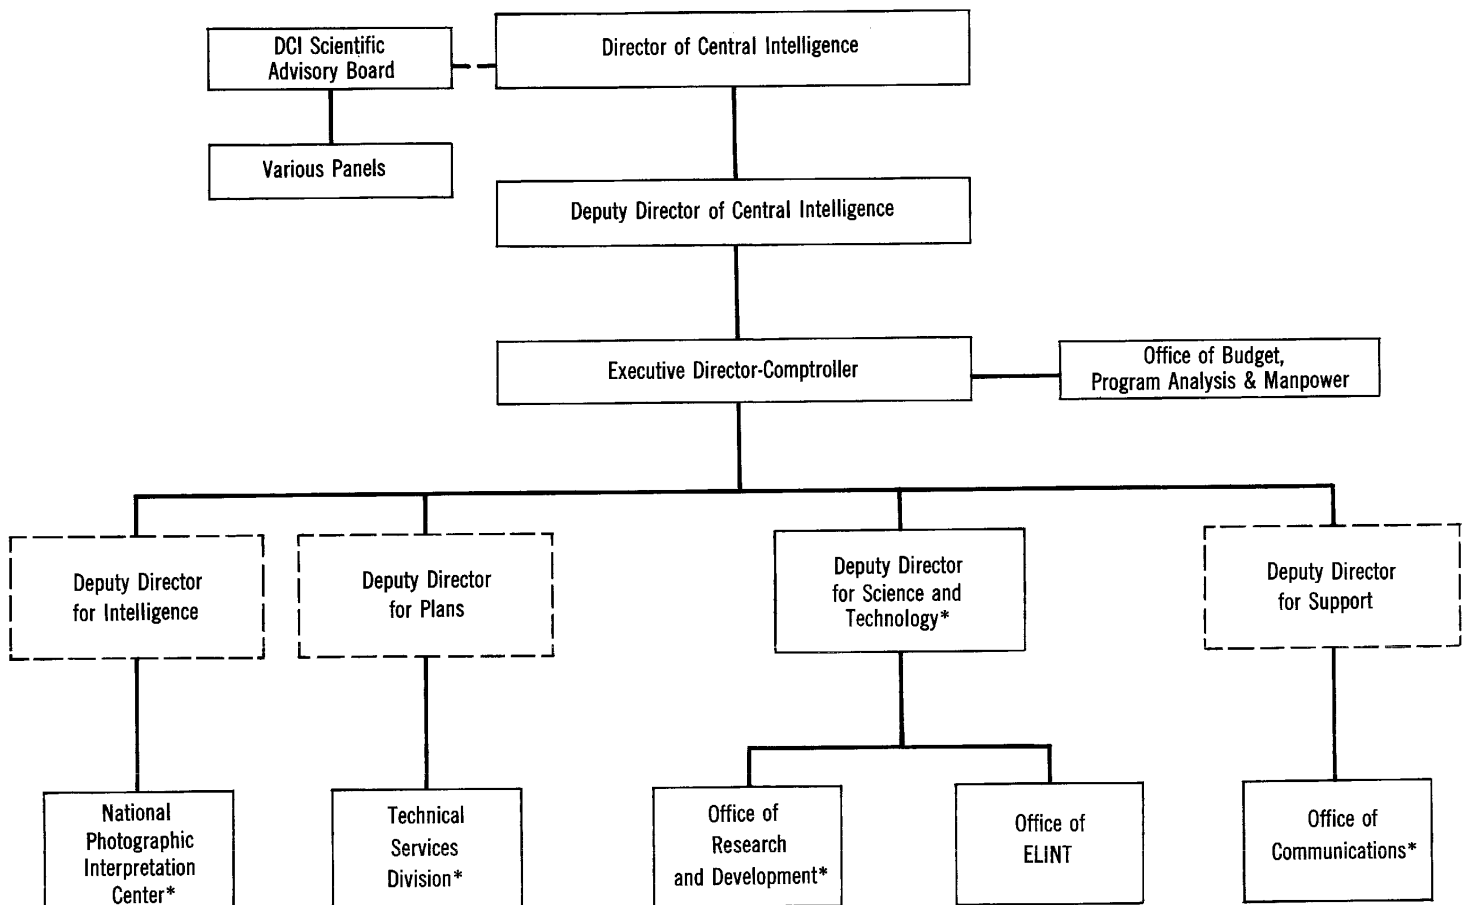 DCI Scientific
Advisory Board
Director of Central Intelligence
Various Panels
Deputy Director of Central Intelligence
Executive Director-Comptroller
Office of Budget,
Program Analysis & Manpower
Deputy Director
for Intelligence
Deputy Director
for Plans
Deputy Director
for Science and
Technology*
Deputy Director
for Support
National
Photographic
Interpretation
Center*
Technical
Services
Division*
Office of
Research
and Development*
Office of
ELINT
Office of
Communications*